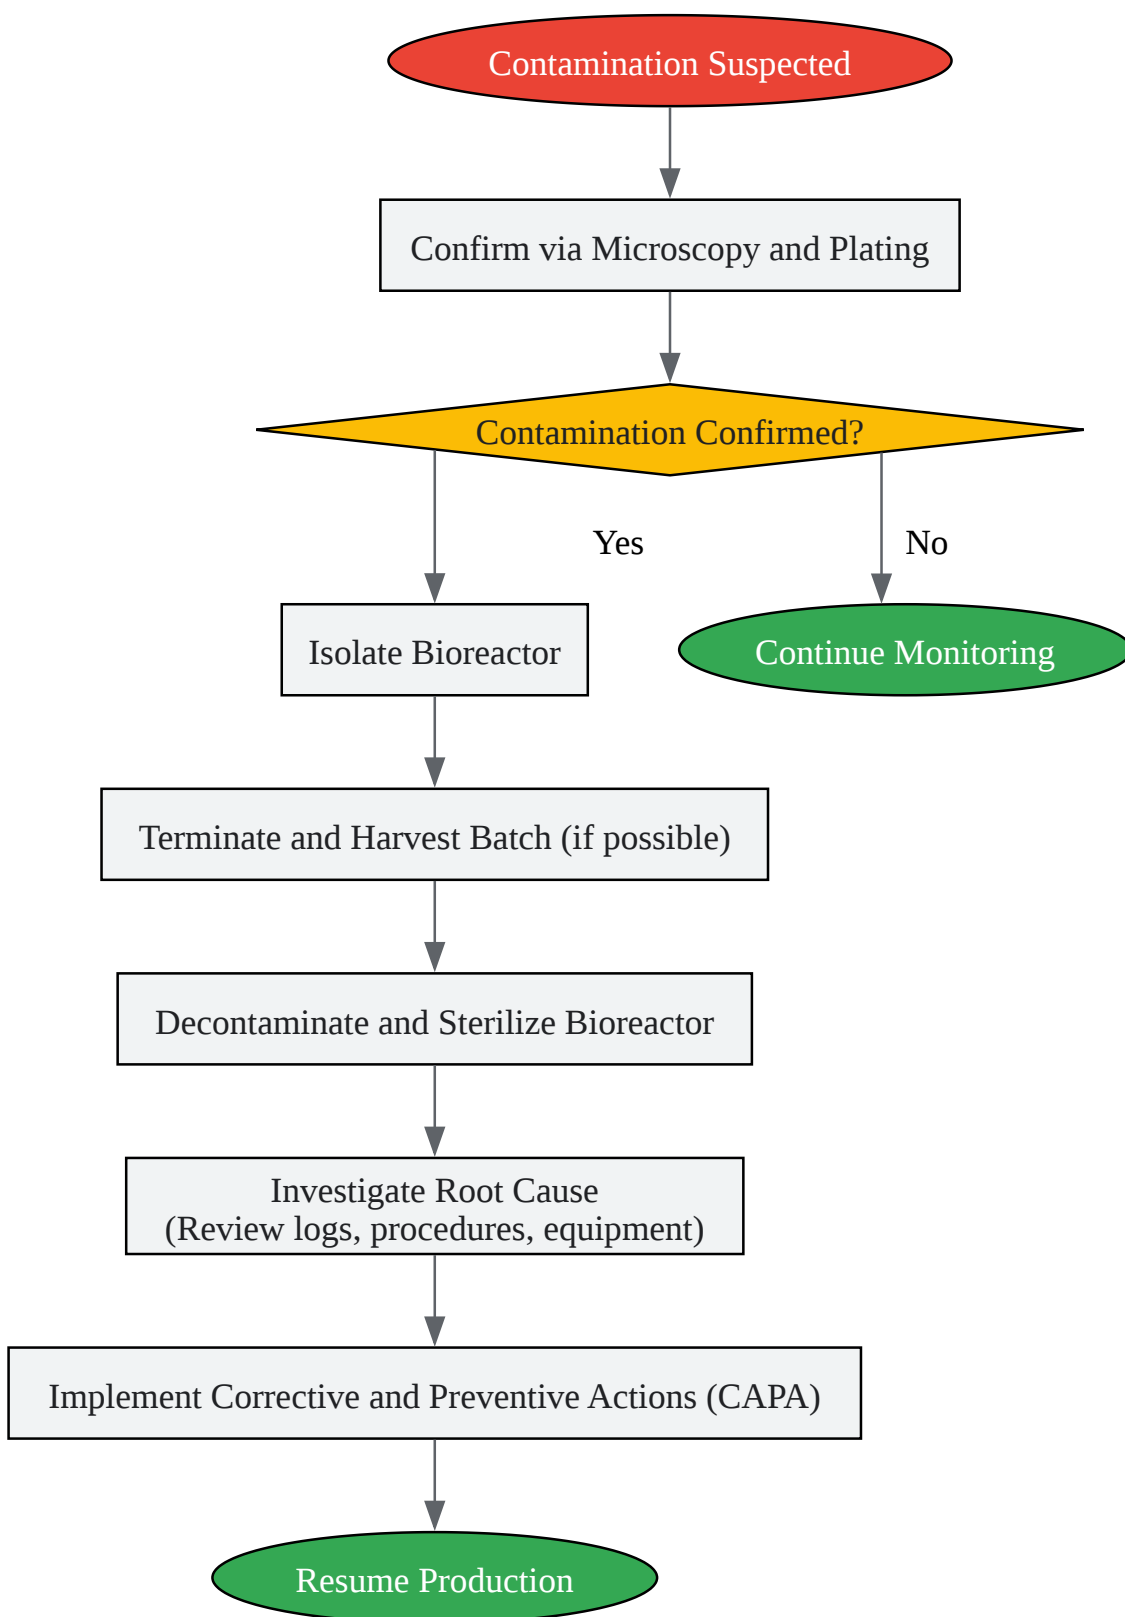 Contamination Suspected
Confirm via Microscopy and Plating
Contamination Confirmed?
Yes
No
Isolate Bioreactor
Continue Monitoring
Terminate and Harvest Batch (if possible)
Decontaminate and Sterilize Bioreactor
Investigate Root Cause
(Review logs, procedures, equipment)
Implement Corrective and Preventive Actions (CAPA)
Resume Production